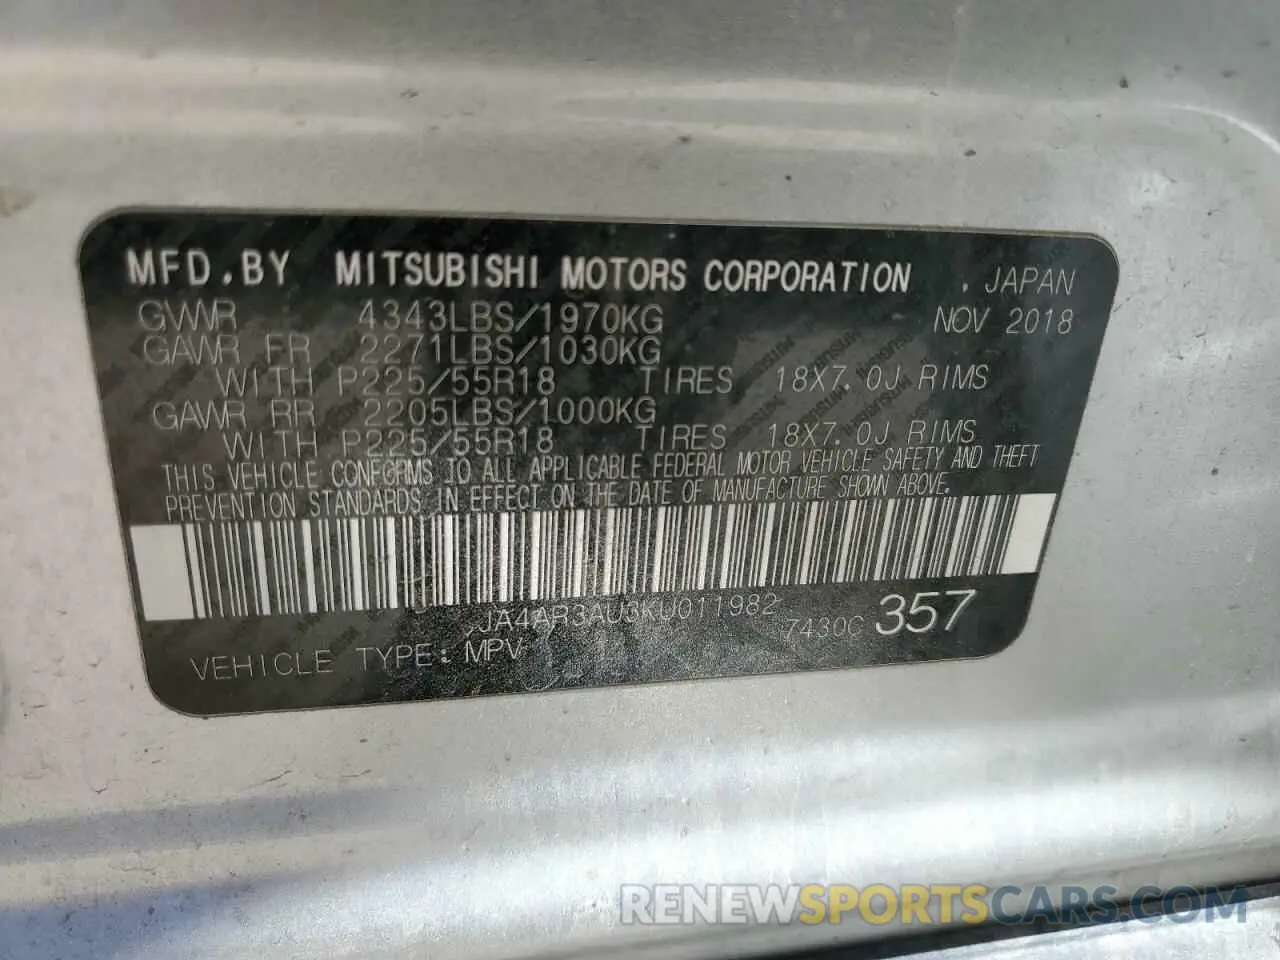 MFD.BY MITSUBISHI MOTORS CORPORATION , JAPAN
GVWR 4343LBS/1970KG NOV 2018
GAWR FR 2271LBS/1030KG
WITH P225/55R18 TIRES 18X7.0J RIMS
GAWR RR 2205LBS/1000KG
WITH P225/55R18 TIRES 18X7.0J RIMS
THIS VEHICLE CONFORMS TO ALL APPLICABLE FEDERAL MOTOR VEHICLE SAFETY AND THEFT
PREVENTION STANDARDS IN EFFECT ON THE DATE OF MANUFACTURE SHOWN ABOVE.
JA4AR3AU3KU011982 7430C 357
VEHICLE TYPE: MPV
RENEWSPORTSCARS.COM